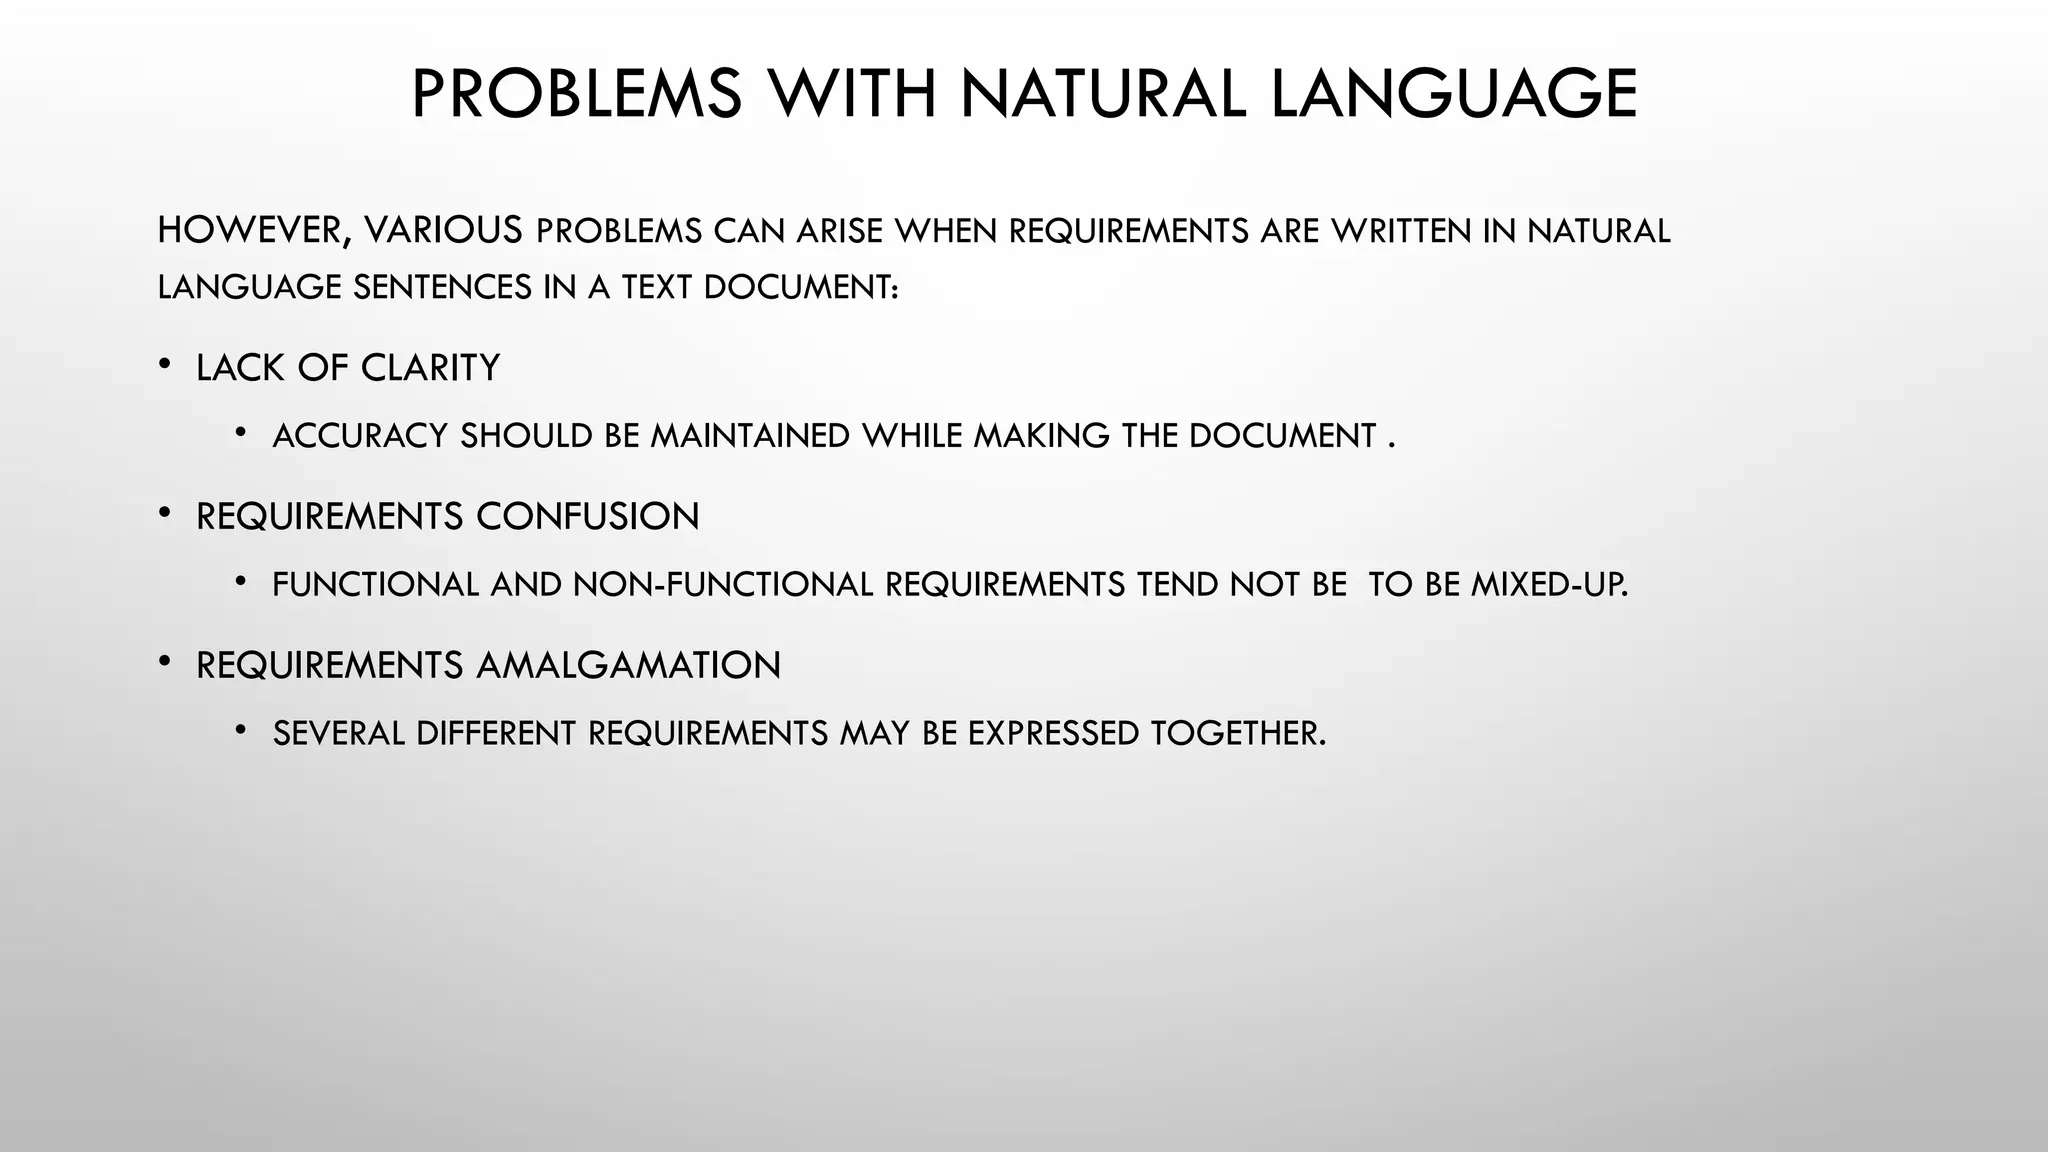 PROBLEMS WITH NATURAL LANGUAGE
HOWEVER, VARIOUS PROBLEMS CAN ARISE WHEN REQUIREMENTS ARE WRITTEN IN NATURAL
LANGUAGE SENTENCES IN A TEXT DOCUMENT:
• LACK OF CLARITY
• ACCURACY SHOULD BE MAINTAINED WHILE MAKING THE DOCUMENT .
• REQUIREMENTS CONFUSION
• FUNCTIONAL AND NON-FUNCTIONAL REQUIREMENTS TEND NOT BE  TO BE MIXED-UP.
• REQUIREMENTS AMALGAMATION
• SEVERAL DIFFERENT REQUIREMENTS MAY BE EXPRESSED TOGETHER.